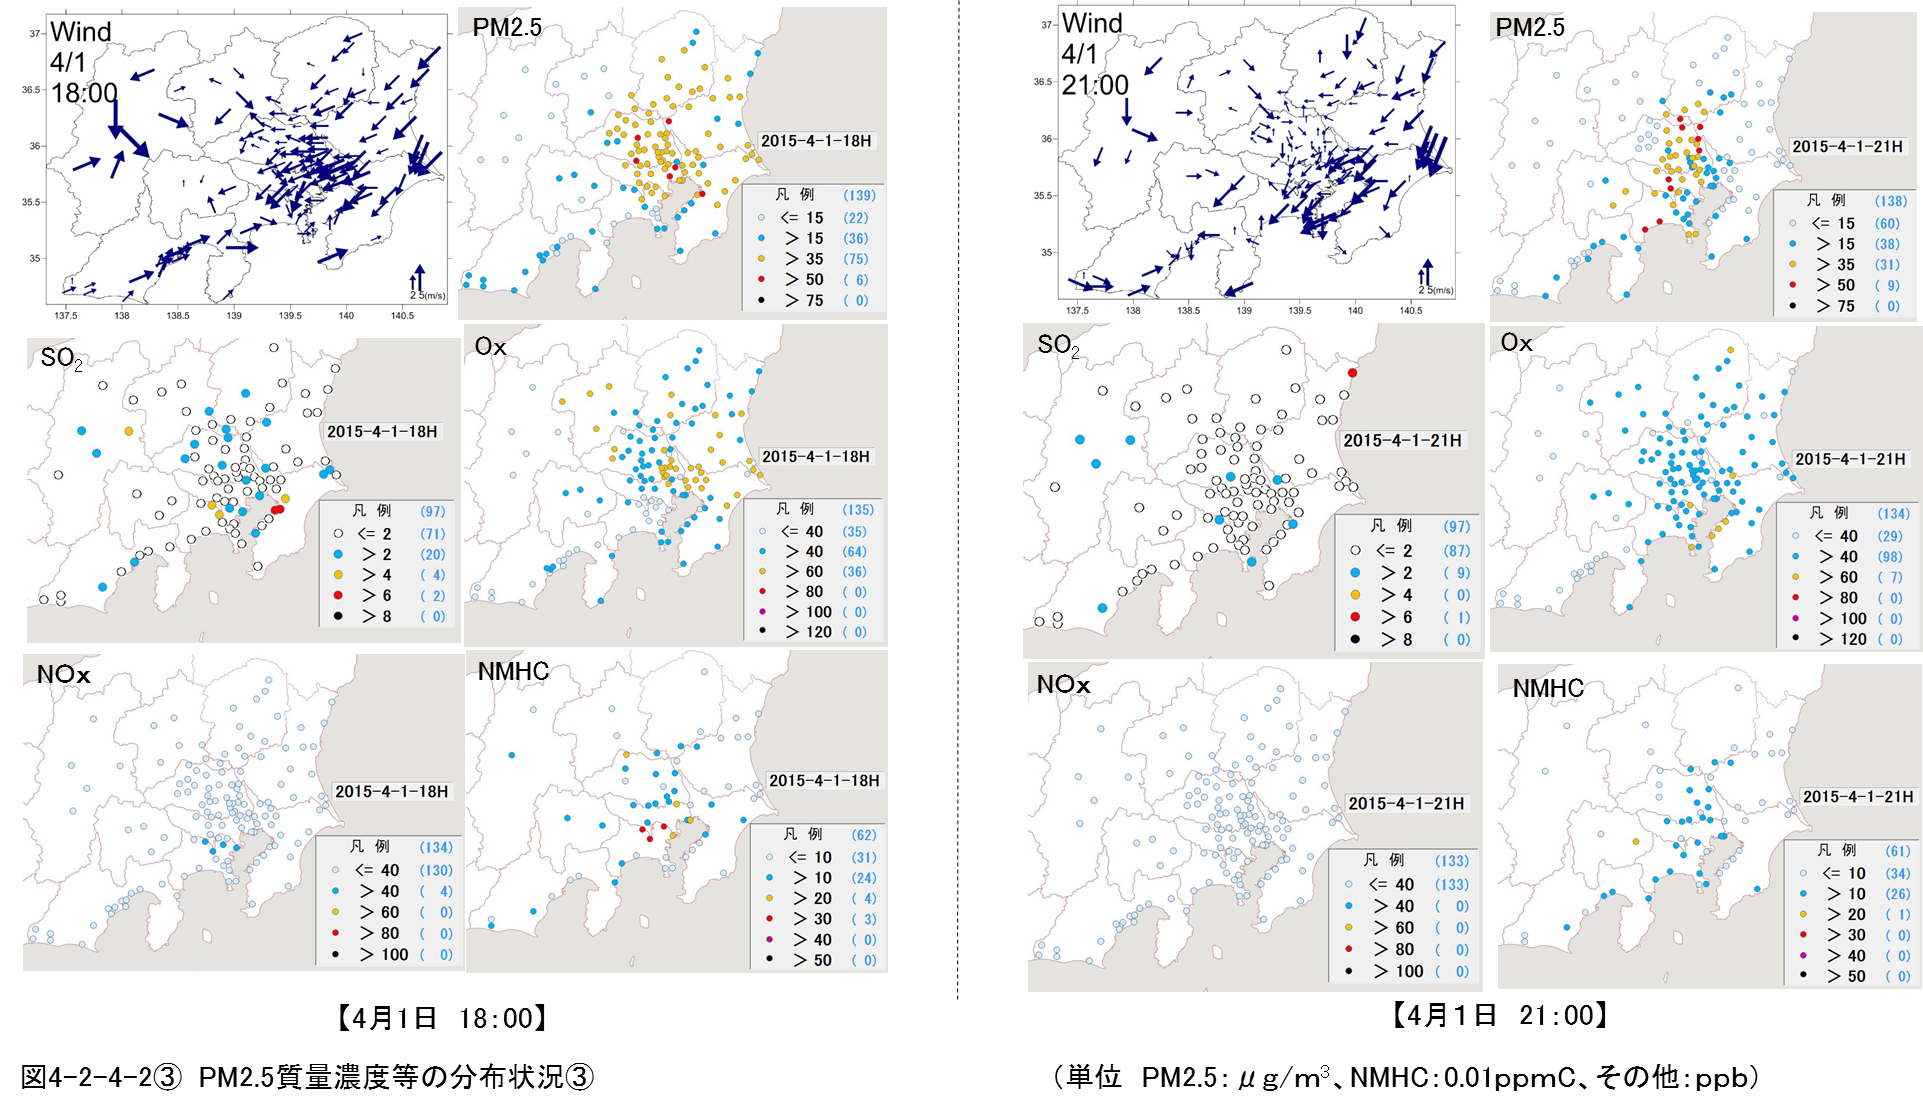 Wind
4/1
18:00
37
36.5
36
35.5
35
137.5 138 138.5 139 139.5 140 140.5
2 5(m/s)
PM2.5
2015-4-1-18H
凡 例 (139)
<= 15 (22)
> 15 (36)
> 35 (75)
> 50 ( 6)
> 75 ( 0)
SO2
2015-4-1-18H
凡 例 (97)
<= 2 (71)
> 2 (20)
> 4 ( 4)
> 6 ( 2)
> 8 ( 0)
Ox
2015-4-1-18H
凡 例 (135)
<= 40 (35)
> 40 (64)
> 60 (36)
> 80 ( 0)
> 100 ( 0)
> 120 ( 0)
NOx
2015-4-1-18H
凡 例 (134)
<= 40 (130)
> 40 ( 4)
> 60 ( 0)
> 80 ( 0)
> 100 ( 0)
NMHC
2015-4-1-18H
凡 例 (62)
<= 10 (31)
> 10 (24)
> 20 ( 4)
> 30 ( 3)
> 40 ( 0)
> 50 ( 0)
【4月1日 18:00】
Wind
4/1
21:00
37
36.5
36
35.5
35
137.5 138 138.5 139 139.5 140 140.5
2 5(m/s)
PM2.5
2015-4-1-21H
凡 例 (138)
<= 15 (60)
> 15 (38)
> 35 (31)
> 50 ( 9)
> 75 ( 0)
SO2
2015-4-1-21H
凡 例 (97)
<= 2 (87)
> 2 ( 9)
> 4 ( 0)
> 6 ( 1)
> 8 ( 0)
Ox
2015-4-1-21H
凡 例 (134)
<= 40 (29)
> 40 (98)
> 60 ( 7)
> 80 ( 0)
> 100 ( 0)
> 120 ( 0)
NOx
2015-4-1-21H
凡 例 (133)
<= 40 (133)
> 40 ( 0)
> 60 ( 0)
> 80 ( 0)
> 100 ( 0)
NMHC
2015-4-1-21H
凡 例 (61)
<= 10 (34)
> 10 (26)
> 20 ( 1)
> 30 ( 0)
> 40 ( 0)
> 50 ( 0)
【4月1日 21:00】
図4-2-4-2③ PM2.5質量濃度等の分布状況③
（単位 PM2.5：μg/m3、NMHC：0.01ppmC、その他：ppb）